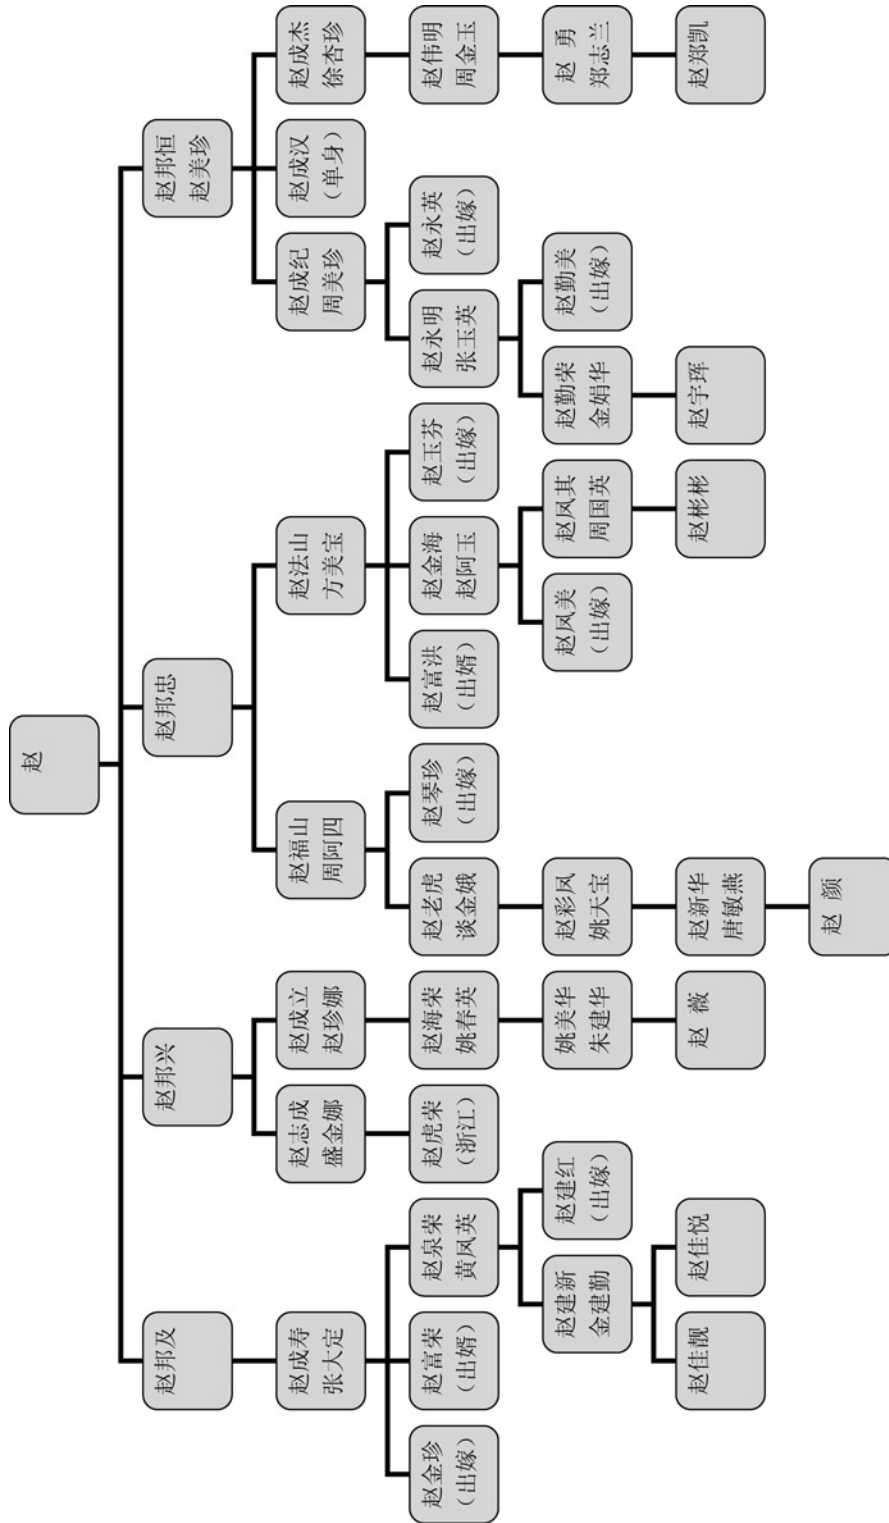 赵
赵邦及
赵邦兴
赵邦忠
赵邦恒
赵美珍
赵成寿
张大定
赵志成
盛金娜
赵成立
赵珍娜
赵福山
周阿四
赵法山
方美宝
赵成纪
周美珍
赵成汉
（单身）
赵成杰
徐杏珍
赵金珍
（出嫁）
赵富荣
（出婿）
赵泉荣
黄凤英
赵虎荣
（浙江）
赵海荣
姚春英
赵老虎
谈金娥
赵琴珍
（出嫁）
赵富洪
（出婿）
赵金海
赵阿玉
赵玉芬
（出嫁）
赵永明
张玉英
赵永英
（出嫁）
赵伟明
周金玉
赵建新
金建勤
赵建红
（出嫁）
姚美华
朱建华
赵彩凤
姚天宝
赵凤美
（出嫁）
赵凤其
周国英
赵勤荣
金娟华
赵勤美
（出嫁）
赵 勇
郑志兰
赵佳靓
赵佳悦
赵 薇
赵新华
唐敏燕
赵彬彬
赵宇珲
赵郑凯
赵 颜